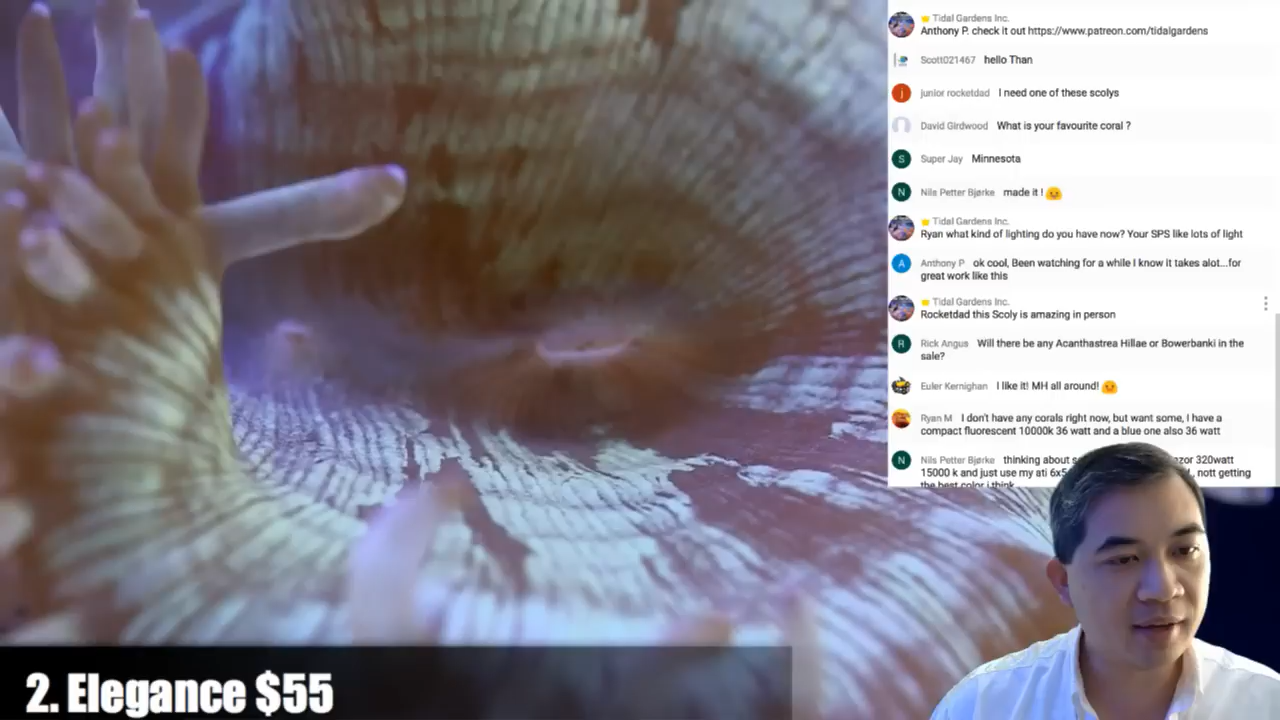 Tidal Gardens Inc.
Anthony P. check it out https://www.patreon.com/tidalgardens
Scott021467 hello Than
junior rocketdad I need one of these scolys
David Girdwood What is your favourite coral ?
S Super Jay Minnesota
N Nils Petter Bjørke made it !
Tidal Gardens Inc.
Ryan what kind of lighting do you have now? Your SPS like lots of light
A Anthony P ok cool, Been watching for a while I know it takes alot...for
great work like this
Tidal Gardens Inc.
Rocketdad this Scoly is amazing in person
R Rick Angus Will there be any Acanthastrea Hillae or Bowerbanki in the
sale?
Euler Kernighan I like it! MH all around!
Ryan M I don't have any corals right now, but want some, I have a
compact fluorescent 10000k 36 watt and a blue one also 36 watt
N Nils Petter Bjørke thinking about 320watt
15000 k and just use my ati nott getting
the best color i think
2. Elegance $55